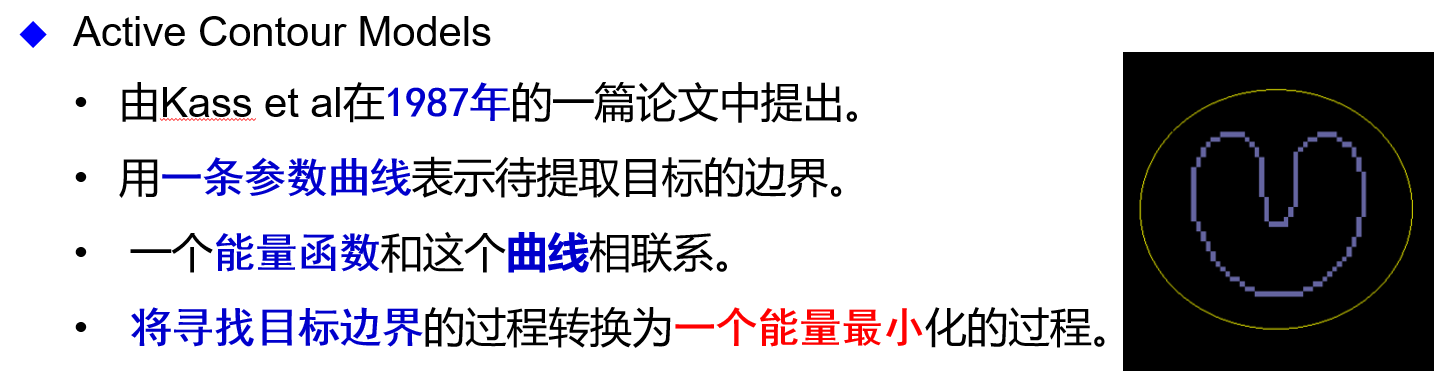 Active Contour Models
由Kass et al在1987年的一篇论文中提出。
用一条参数曲线表示待提取目标的边界。
一个能量函数和这个曲线相联系。
将寻找目标边界的过程转换为一个能量最小化的过程。